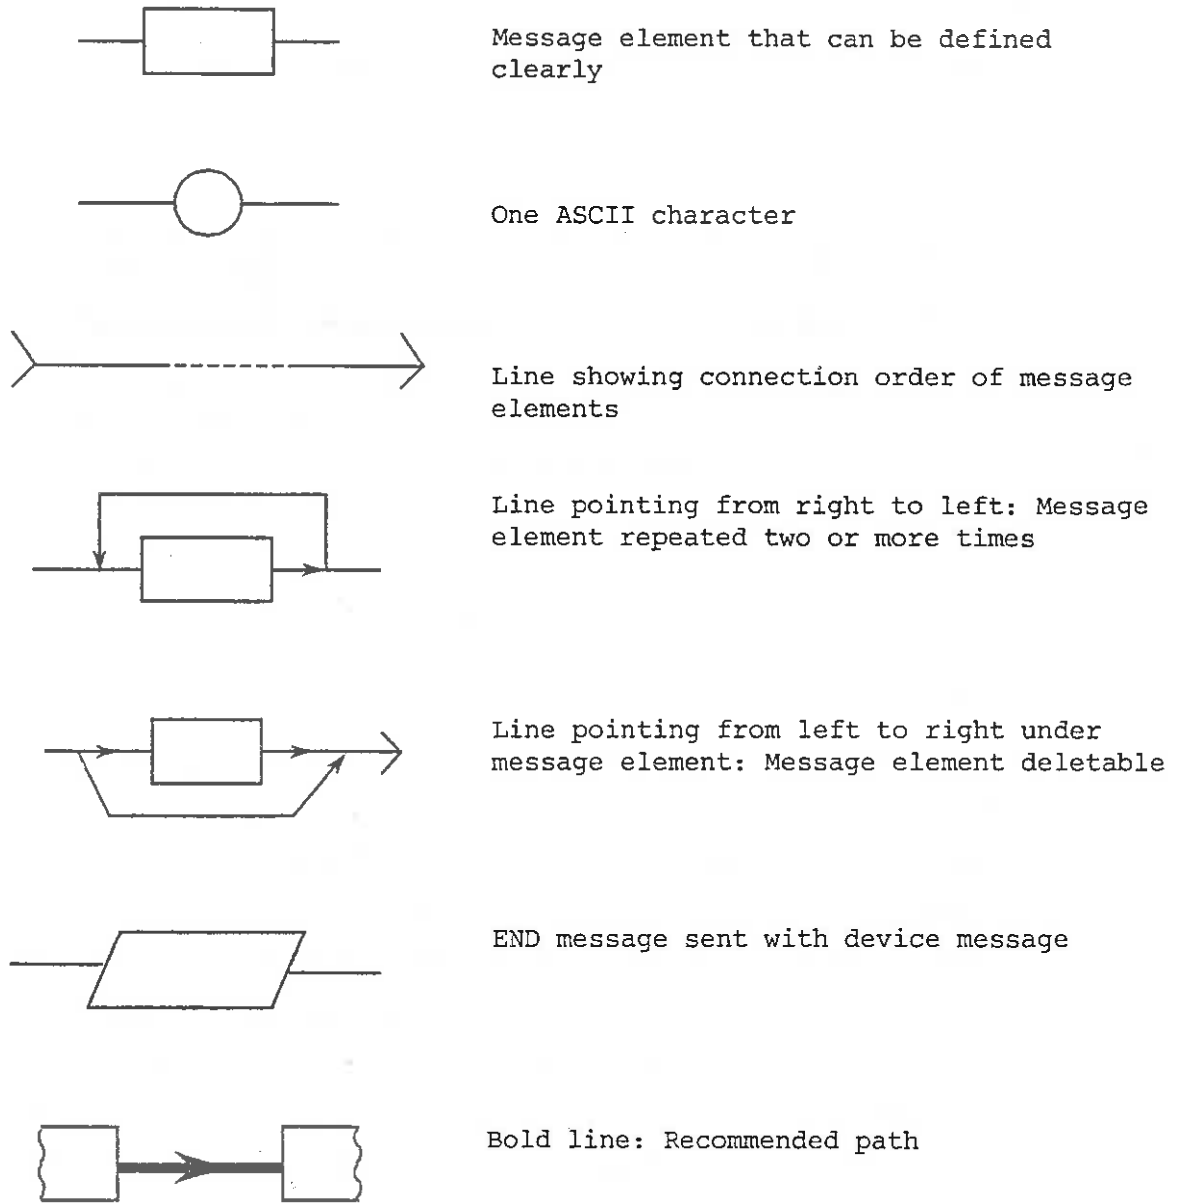 Message element that can be defined
clearly
One ASCII character
Line showing connection order of message
elements
Line pointing from right to left: Message
element repeated two or more times
Line pointing from left to right under
message element: Message element deletable
END message sent with device message
Bold line: Recommended path